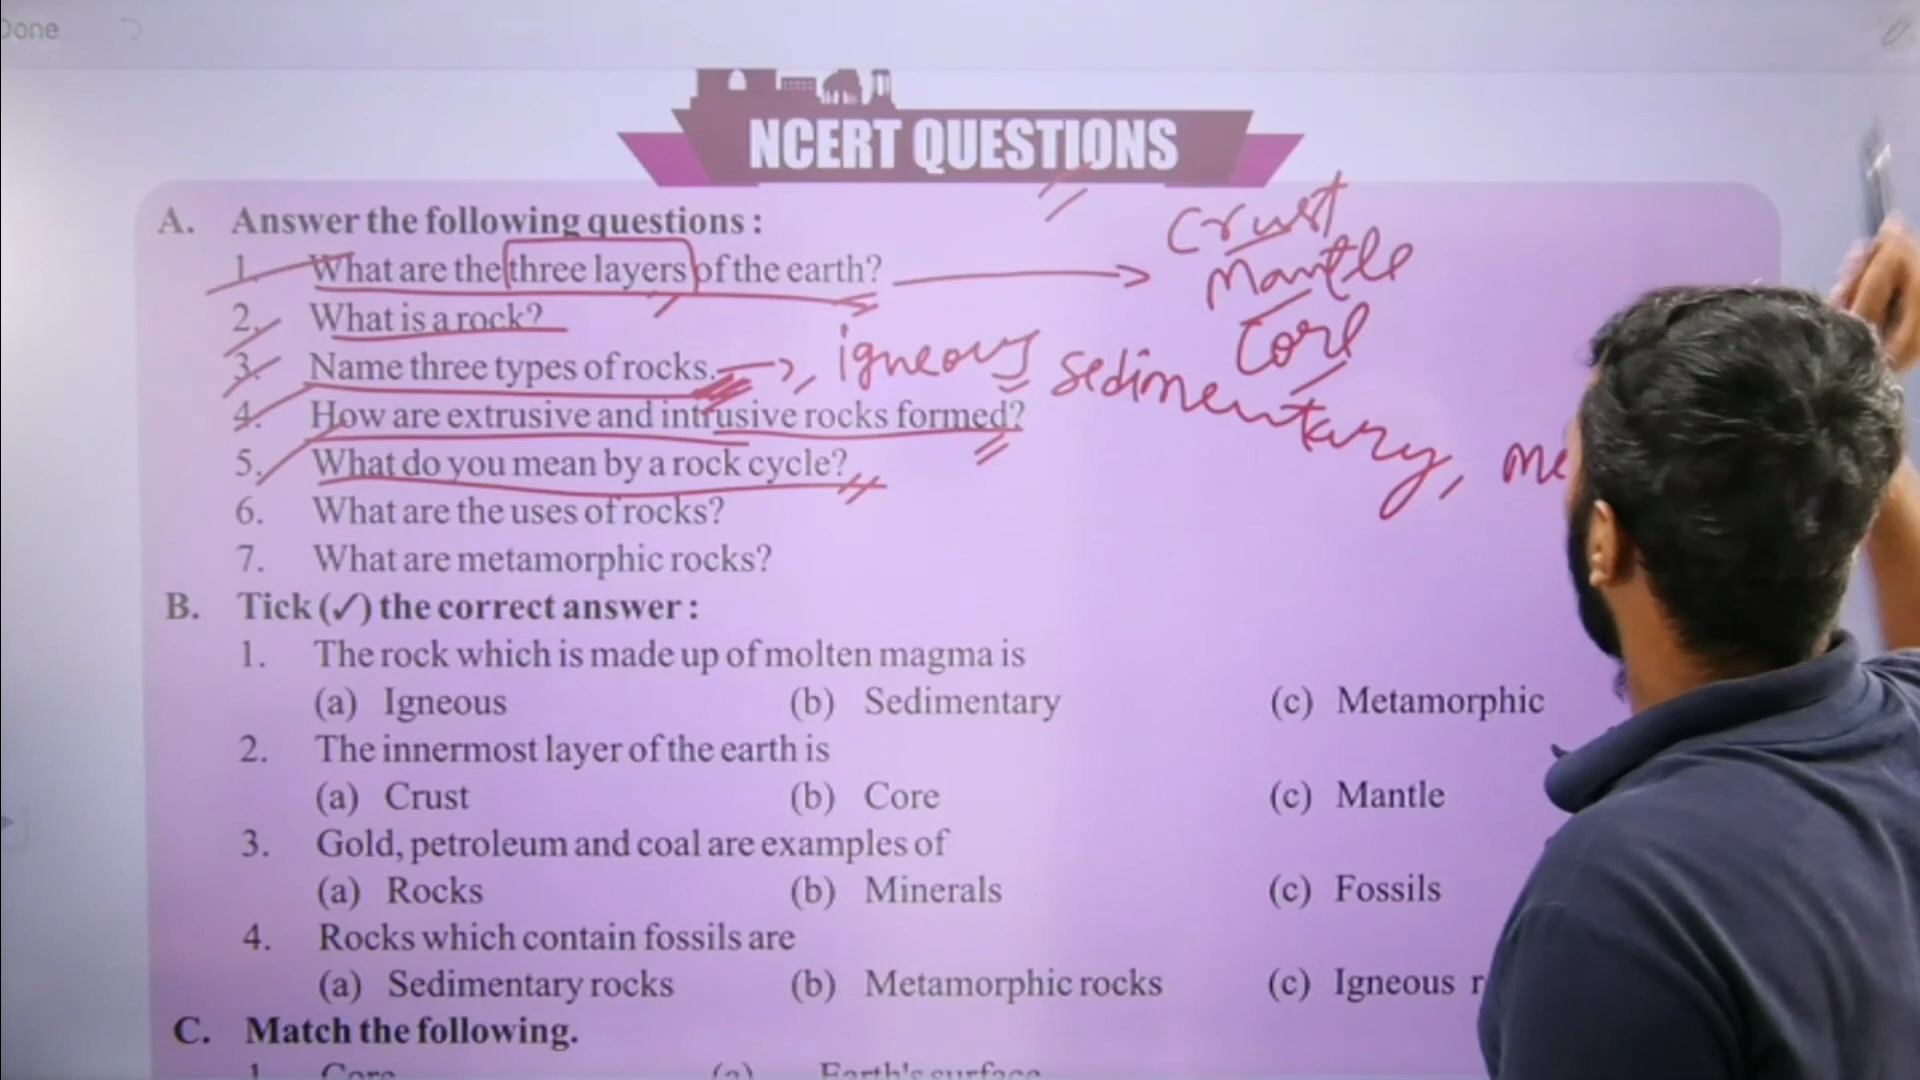 Done
NCERT QUESTIONS
A. Answer the following questions :
1. What are the three layers of the earth?
Crust
Mantle
Core
2. What is a rock?
3. Name three types of rocks.
igneous sedimentary, me
4. How are extrusive and intrusive rocks formed?
5. What do you mean by a rock cycle?
6. What are the uses of rocks?
7. What are metamorphic rocks?
B. Tick (✓) the correct answer :
1. The rock which is made up of molten magma is
(a) Igneous (b) Sedimentary (c) Metamorphic
2. The innermost layer of the earth is
(a) Crust (b) Core (c) Mantle
3. Gold, petroleum and coal are examples of
(a) Rocks (b) Minerals (c) Fossils
4. Rocks which contain fossils are
(a) Sedimentary rocks (b) Metamorphic rocks (c) Igneous r
C. Match the following.
1. Core (a) Earth's surface